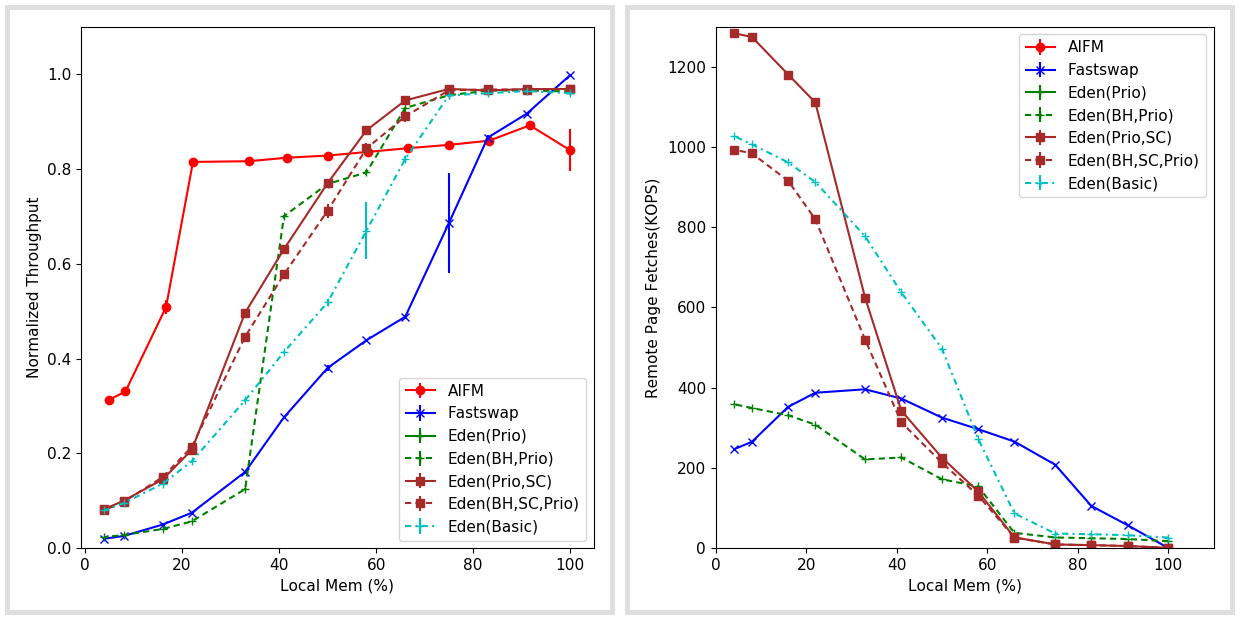 1.0
0.8
0.6
0.4
0.2
0.0
Normalized Throughput
0 20 40 60 80 100
Local Mem (%)
AIFM
Fastswap
Eden(Prio)
Eden(BH,Prio)
Eden(Prio,SC)
Eden(BH,SC,Prio)
Eden(Basic)
1200
1000
800
600
400
200
0
Remote Page Fetches(KOPS)
0 20 40 60 80 100
Local Mem (%)
AIFM
Fastswap
Eden(Prio)
Eden(BH,Prio)
Eden(Prio,SC)
Eden(BH,SC,Prio)
Eden(Basic)